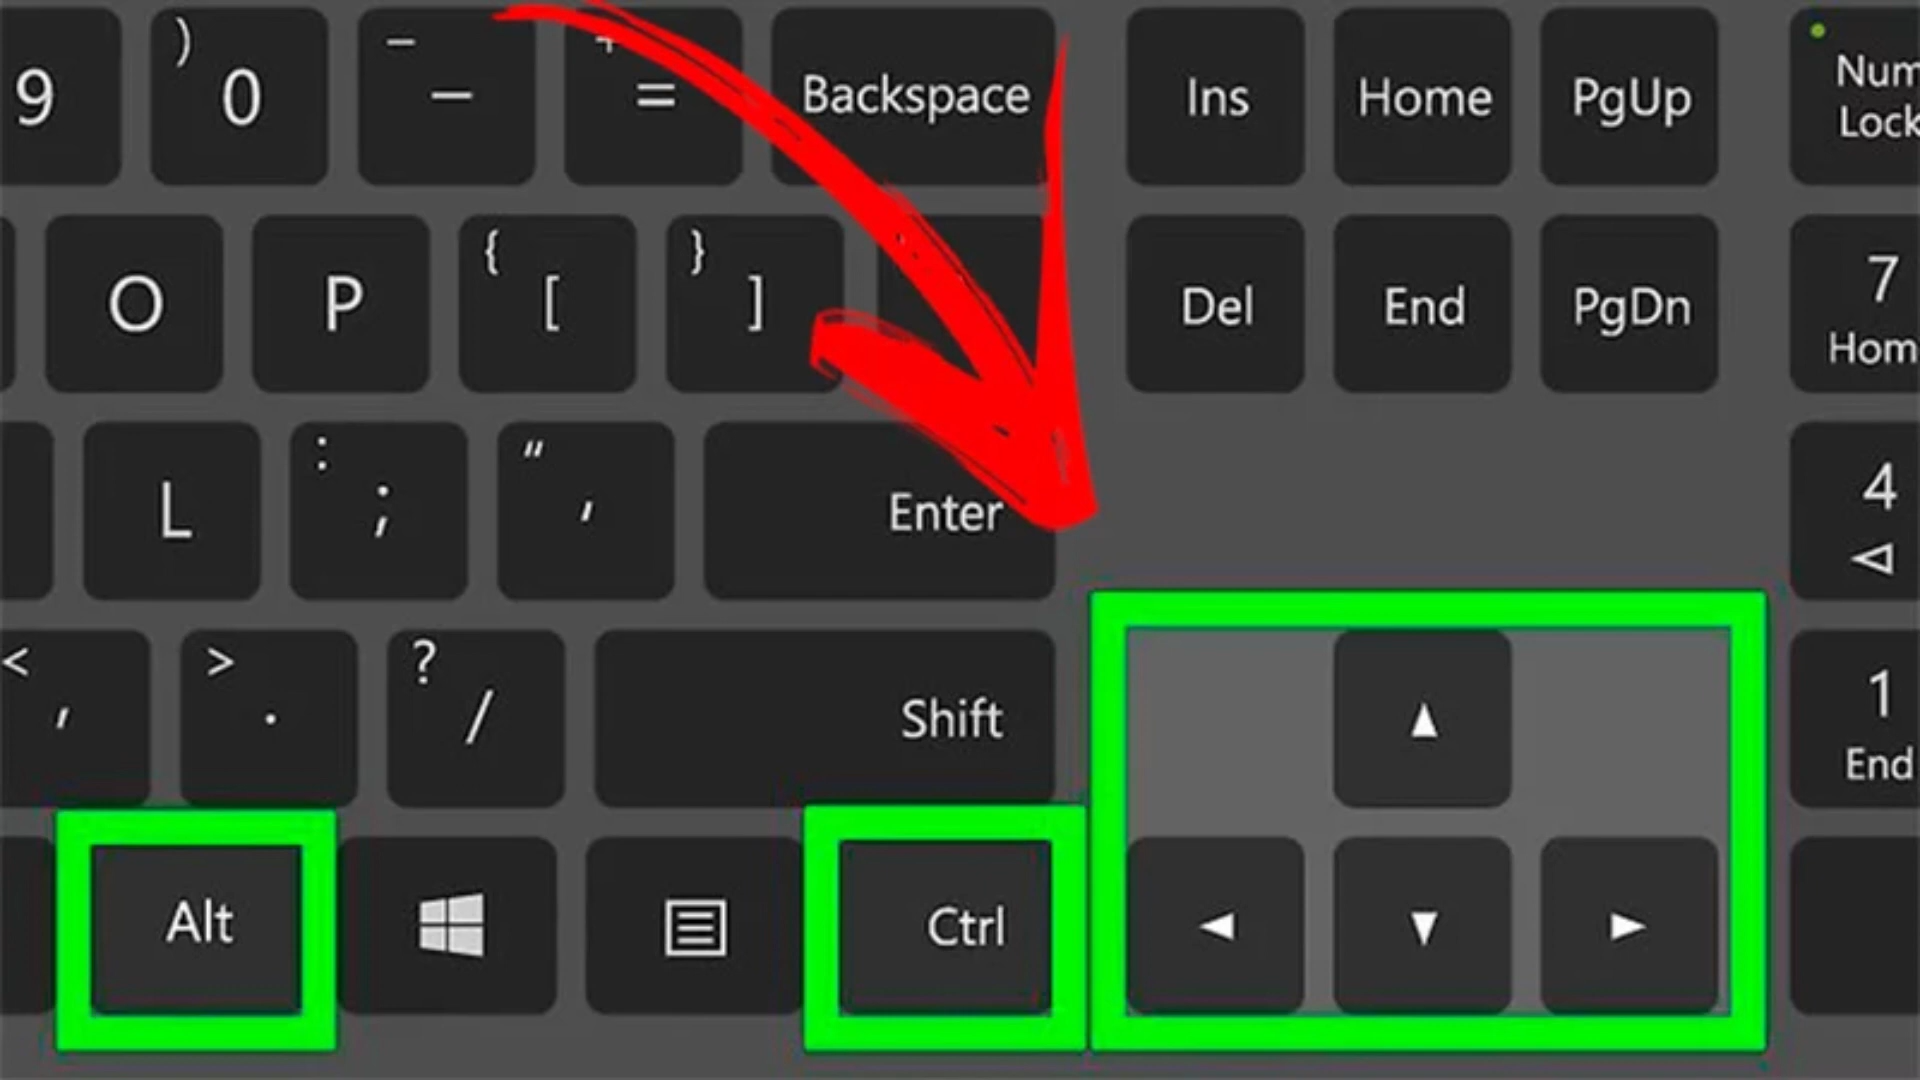 9 ) 0 – — + = Backspace Ins Home PgUp Num Lock
O P { [ } ] Del End PgDn 7 Home
L : ; " ' Enter 4
< , > . ? / Shift 1 End
Alt Ctrl